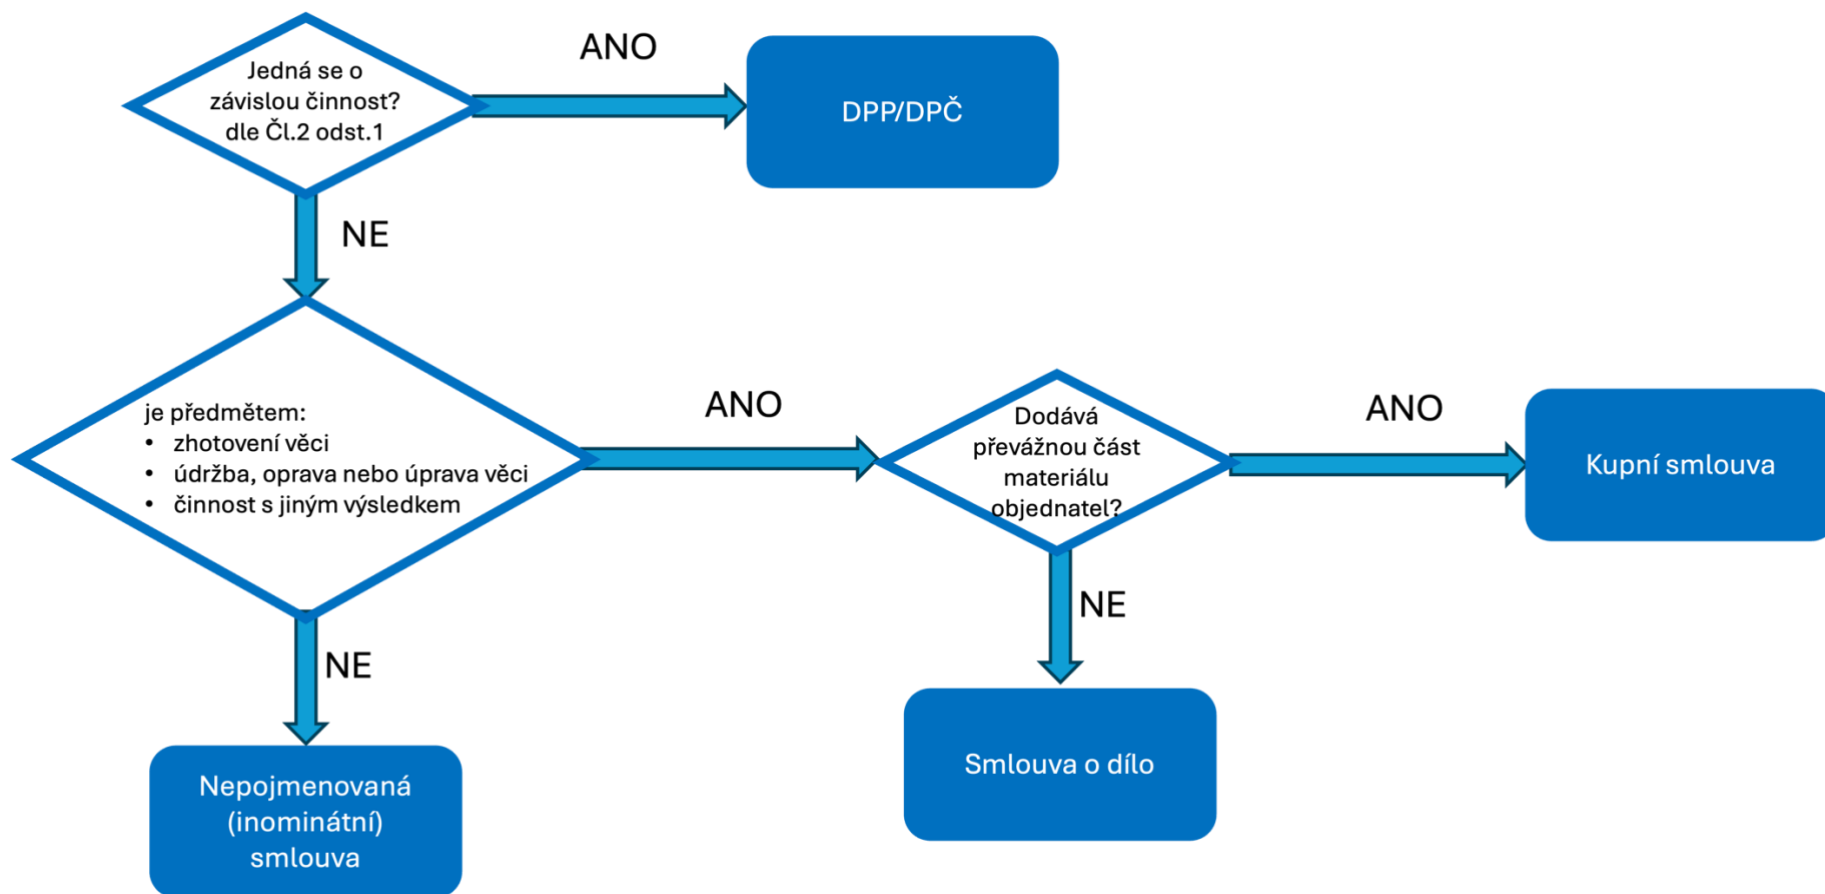 Jedná se o
závislou činnost?
dle Čl.2 odst.1
ANO
DPP/DPČ
NE
je předmětem:
• zhotovení věci
• údržba, oprava nebo úprava věci
• činnost s jiným výsledkem
ANO
Dodává
převážnou část
materiálu
objednatel?
ANO
Kupní smlouva
NE
Smlouva o dílo
NE
Nepojmenovaná
(inominátní)
smlouva